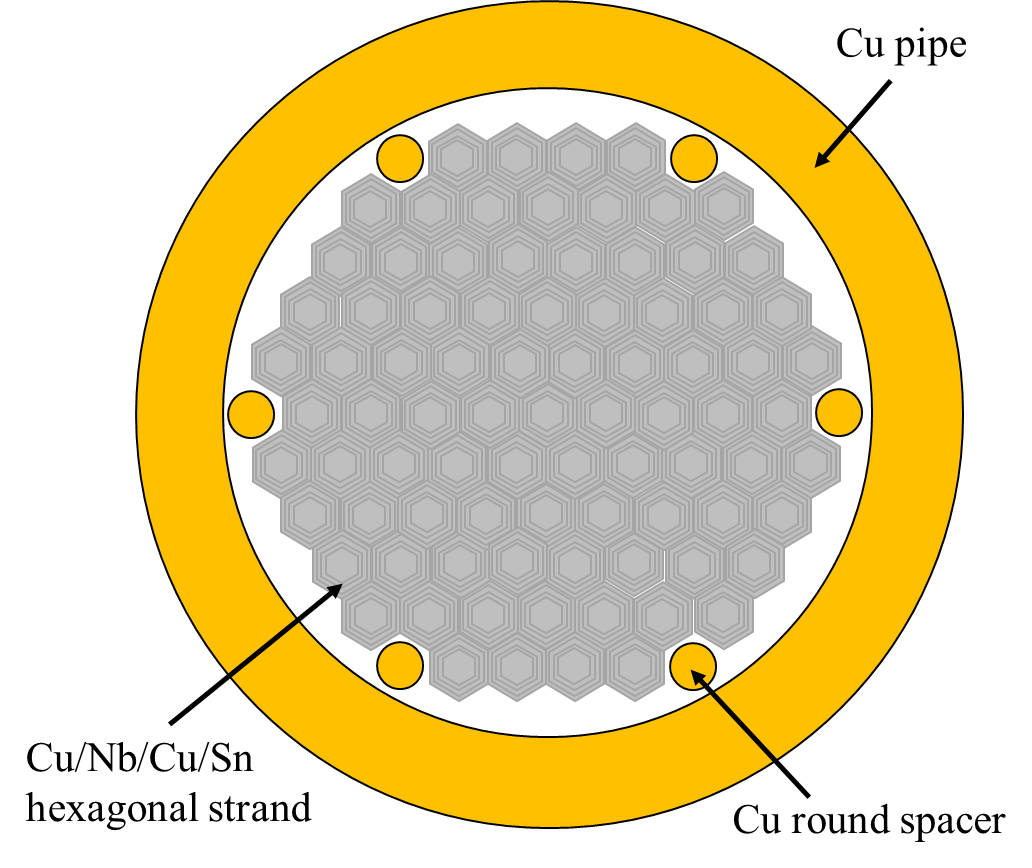 Cu pipe
Cu/Nb/Cu/Sn
hexagonal strand
Cu round spacer